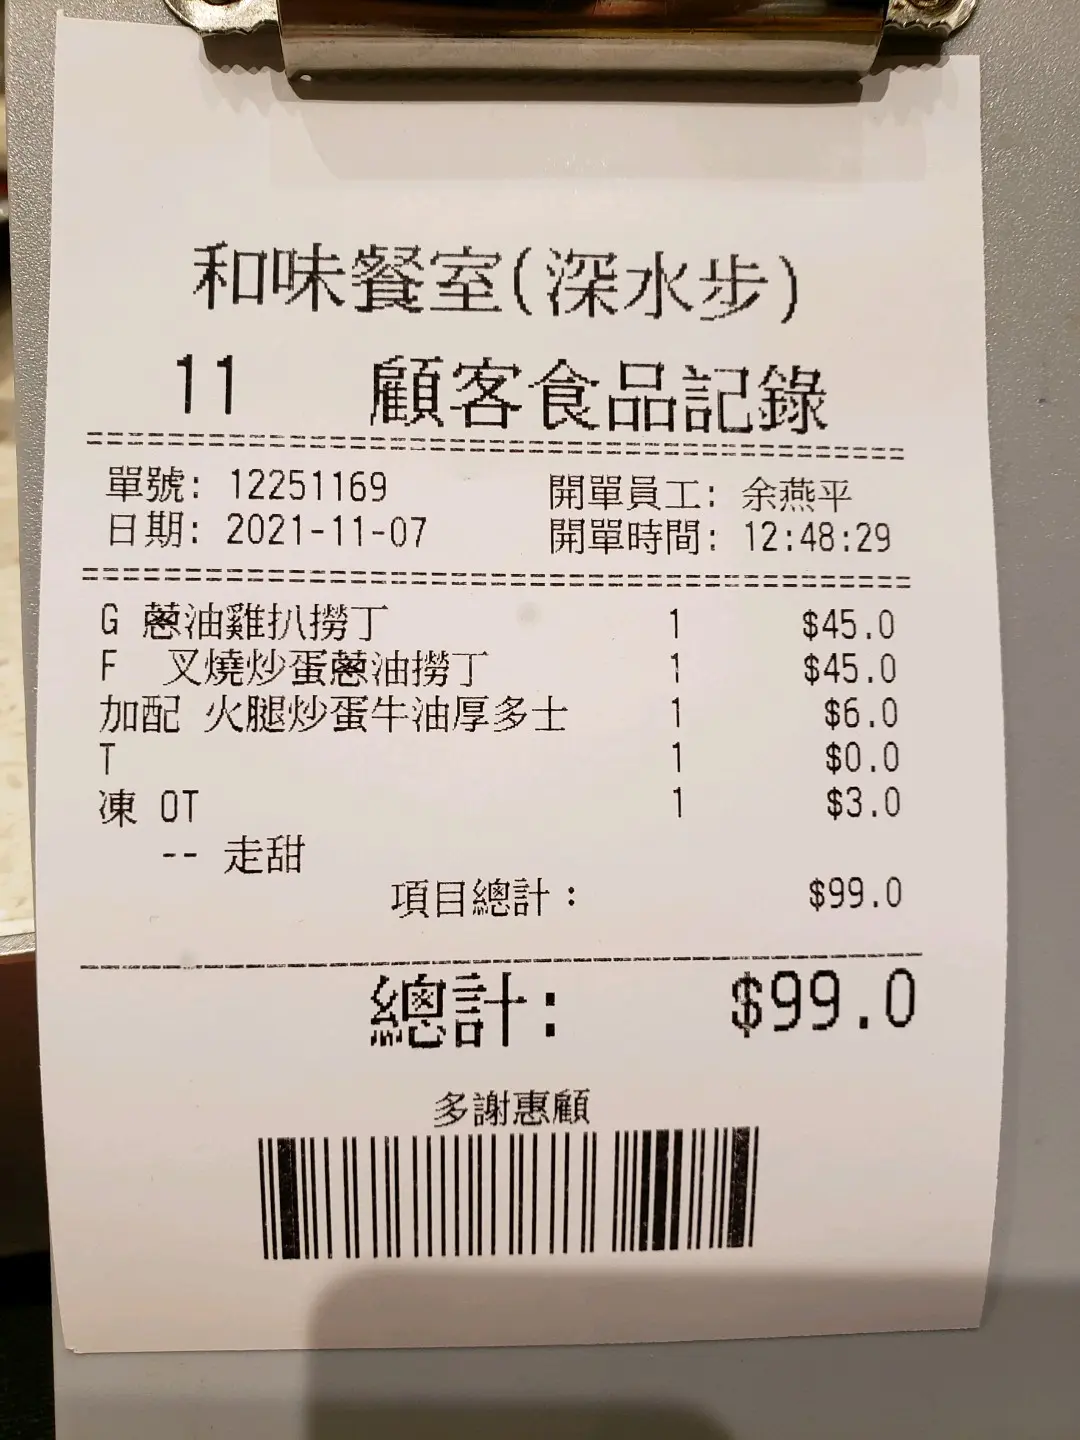 和味餐室(深水步)
11 顧客食品記錄
單號: 12251169 開單員工: 余燕平
日期: 2021-11-07 開單時間: 12:48:29
G 蔥油雞扒撈丁 1 $45.0
F 叉燒炒蛋蔥油撈丁 1 $45.0
加配 火腿炒蛋牛油厚多士 1 $6.0
T 1 $0.0
凍 OT 1 $3.0
-- 走甜
項目總計: $99.0
總計: $99.0
多謝惠顧